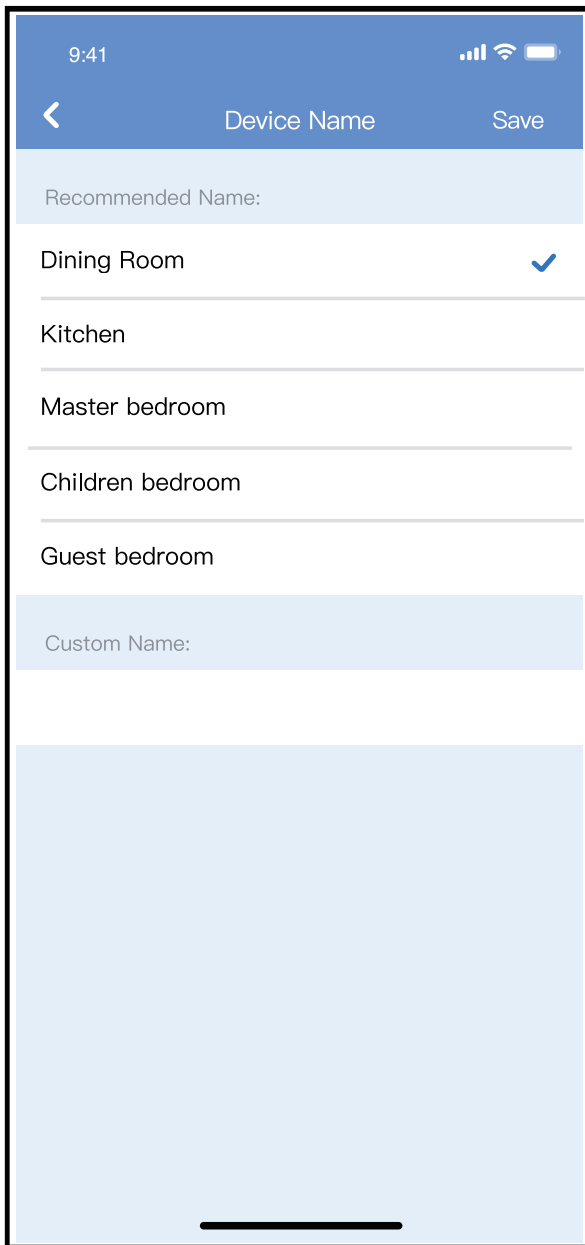 9:41
Device Name Save
Recommended Name:
Dining Room
Kitchen
Master bedroom
Children bedroom
Guest bedroom
Custom Name: